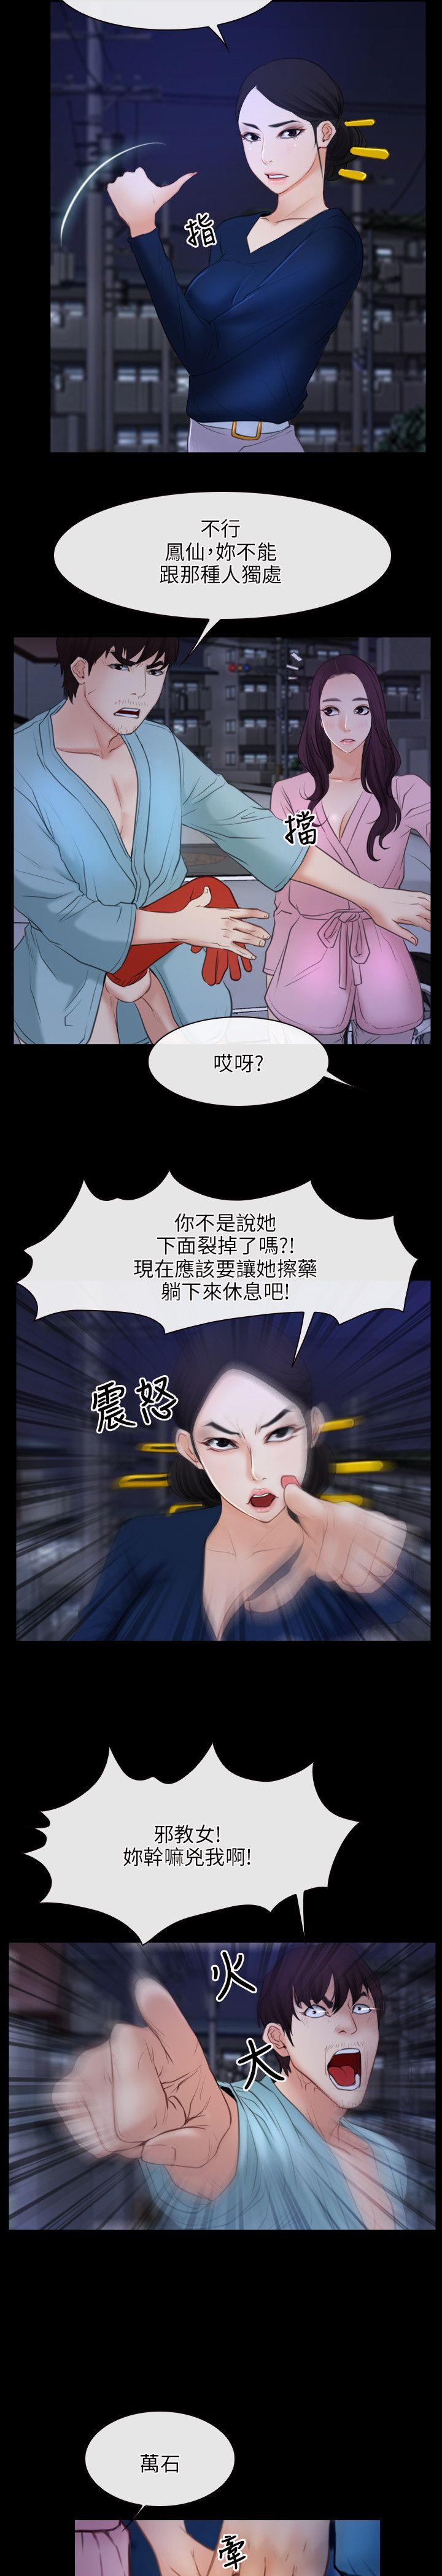 指
不行
鳳仙，妳不能
跟那種人獨處
擋
哎呀?
你不是說她
下面裂掉了嗎?!
現在應該要讓她擦藥
躺下來休息吧!
震怒
邪教女!
妳幹嘛兇我啊!
火
大
萬石
牽